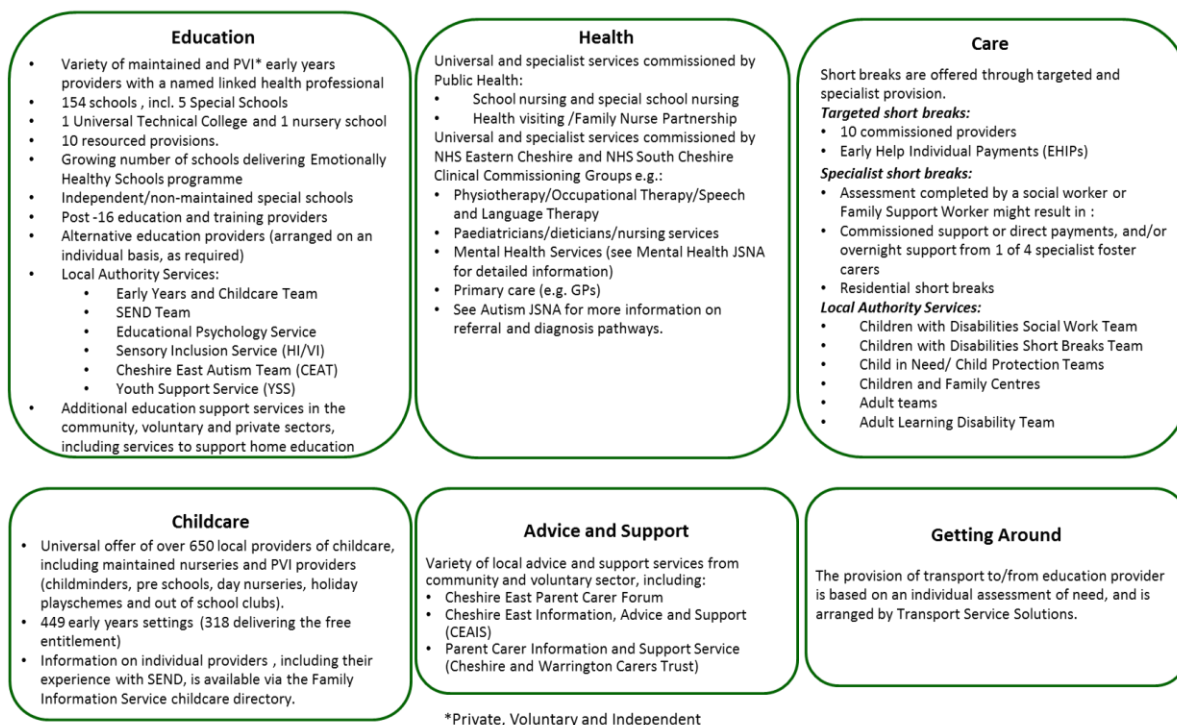 Education
• Variety of maintained and PVI* early years
providers with a named linked health professional
• 154 schools , incl. 5 Special Schools
• 1 Universal Technical College and 1 nursery school
• 10 resourced provisions.
• Growing number of schools delivering Emotionally
Healthy Schools programme
• Independent/non-maintained special schools
• Post -16 education and training providers
• Alternative education providers (arranged on an
individual basis, as required)
• Local Authority Services:
• Early Years and Childcare Team
• SEND Team
• Educational Psychology Service
• Sensory Inclusion Service (HI/VI)
• Cheshire East Autism Team (CEAT)
• Youth Support Service (YSS)
• Additional education support services in the
community, voluntary and private sectors,
including services to support home education
Health
Universal and specialist services commissioned by
Public Health:
• School nursing and special school nursing
• Health visiting /Family Nurse Partnership
Universal and specialist services commissioned by
NHS Eastern Cheshire and NHS South Cheshire
Clinical Commissioning Groups e.g.:
• Physiotherapy/Occupational Therapy/Speech
and Language Therapy
• Paediatricians/dieticians/nursing services
• Mental Health Services (see Mental Health JSNA
for detailed information)
• Primary care (e.g. GPs)
• See Autism JSNA for more information on
referral and diagnosis pathways.
Care
Short breaks are offered through targeted and
specialist provision.
Targeted short breaks:
• 10 commissioned providers
• Early Help Individual Payments (EHIPs)
Specialist short breaks:
• Assessment completed by a social worker or
Family Support Worker might result in :
• Commissioned support or direct payments, and/or
overnight support from 1 of 4 specialist foster
carers
• Residential short breaks
Local Authority Services:
• Children with Disabilities Social Work Team
• Children with Disabilities Short Breaks Team
• Child in Need/ Child Protection Teams
• Children and Family Centres
• Adult teams
• Adult Learning Disability Team
Childcare
• Universal offer of over 650 local providers of childcare,
including maintained nurseries and PVI providers
(childminders, pre schools, day nurseries, holiday
playschemes and out of school clubs).
• 449 early years settings (318 delivering the free
entitlement)
• Information on individual providers , including their
experience with SEND, is available via the Family
Information Service childcare directory.
Advice and Support
Variety of local advice and support services from
community and voluntary sector, including:
• Cheshire East Parent Carer Forum
• Cheshire East Information, Advice and Support
(CEAIS)
• Parent Carer Information and Support Service
(Cheshire and Warrington Carers Trust)
Getting Around
The provision of transport to/from education provider
is based on an individual assessment of need, and is
arranged by Transport Service Solutions.
*Private, Voluntary and Independent